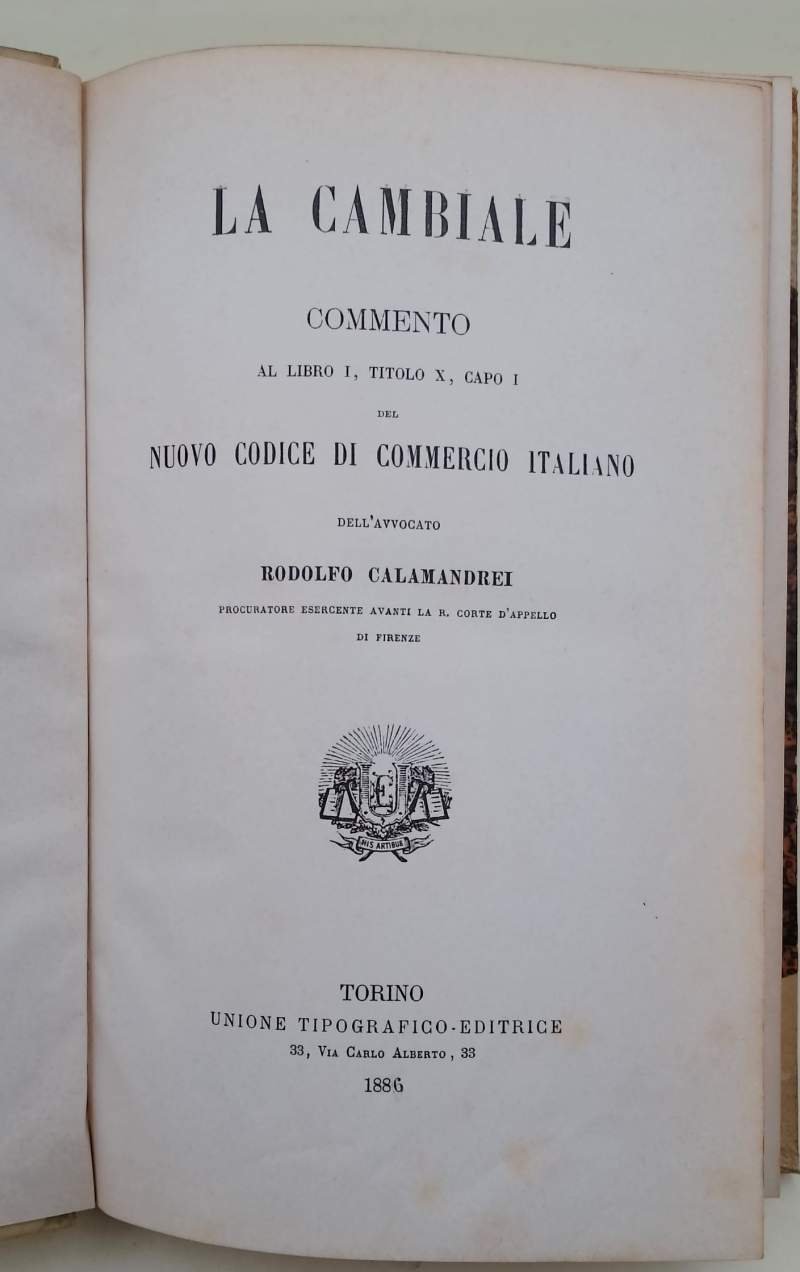 LA CAMBIALE
COMMENTO
AL LIBRO I, TITOLO X, CAPO I
DEL
NUOVO CODICE DI COMMERCIO ITALIANO
DELL'AVVOCATO
RODOLFO CALAMANDREI
PROCURATORE ESERCENTE AVANTI LA R. CORTE D'APPELLO
DI FIRENZE
HIS ARTIBUS
TORINO
UNIONE TIPOGRAFICO-EDITRICE
33, VIA CARLO ALBERTO, 33
1886